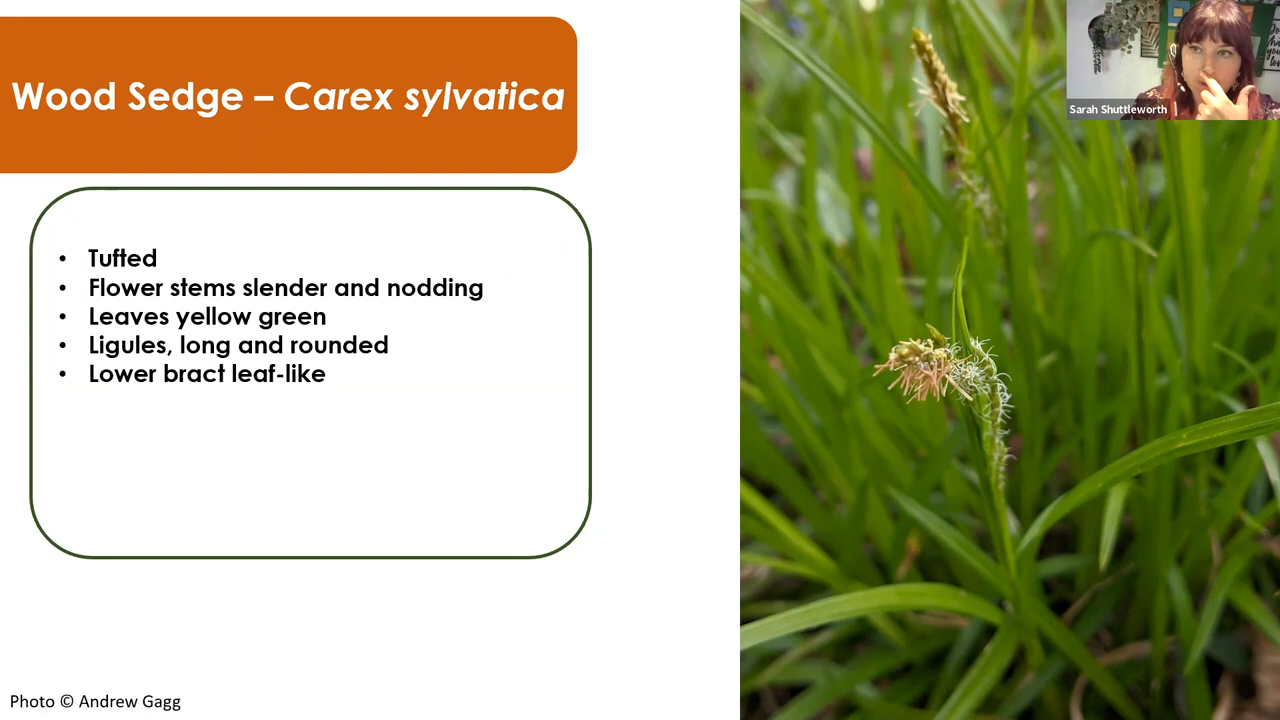 Wood Sedge – Carex sylvatica
Sarah Shuttleworth
• Tufted
• Flower stems slender and nodding
• Leaves yellow green
• Ligules, long and rounded
• Lower bract leaf-like
Photo © Andrew Gagg